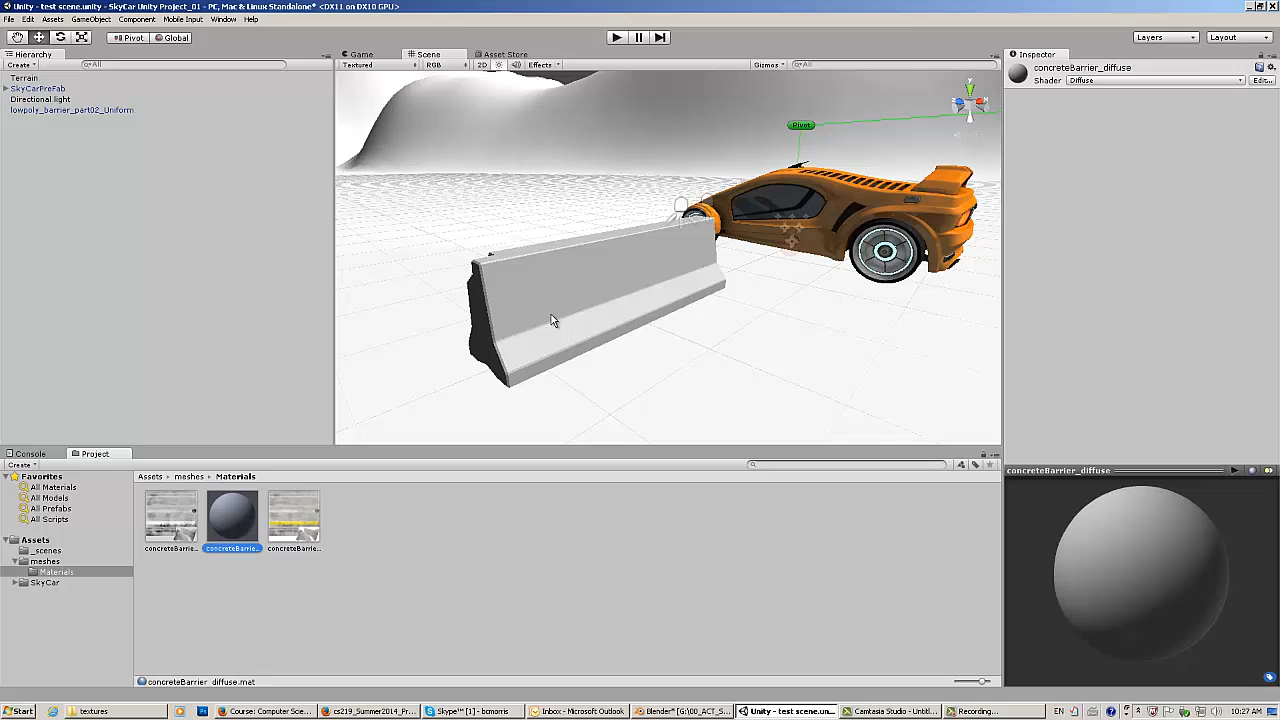 Unity - test scene.unity - SkyCar Unity Project_01 - PC, Mac & Linux Standalone* <DX11 on DX10 GPU>
File Edit Assets GameObject Component Mobile Input Window Help
Pivot Global Layers Layout
Hierarchy Game Scene Asset Store Inspector
Create All Textured RGB 2D Effects Gizmos All concreteBarrier_diffuse
Shader Diffuse Edit...
Terrain
SkyCarPreFab
Directional light
lowpoly_barrier_part02_Uniform
Pivot
Console Project
Create
Favorites
All Materials
All Models
All Prefabs
All Scripts
Assets
_scenes
meshes
Materials
SkyCar
Assets meshes Materials
concreteBarrie... concreteBarrie... concreteBarrie...
concreteBarrier_diffuse.mat
concreteBarrier_diffuse
Start textures Course: Computer Scie... cs219_Summer2014_Pr... Skype™ [1] - bcmorris Inbox - Microsoft Outlook Blender* [G:\00_ACT_S... Unity - test scene.un... Camtasia Studio - Untitl... Recording... EN 10:27 AM